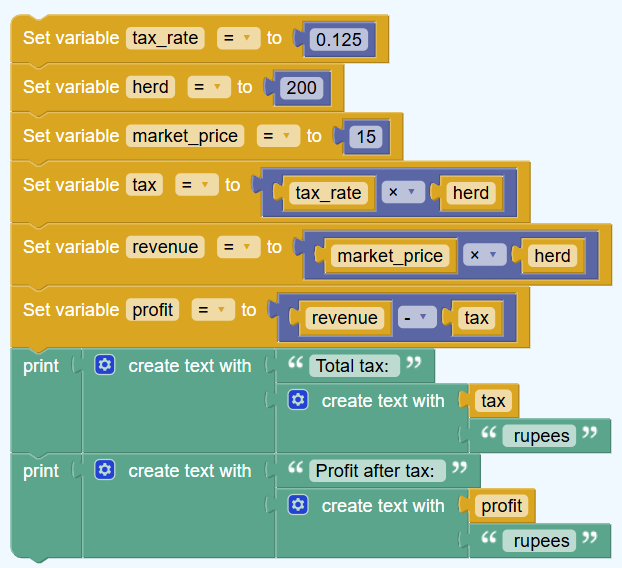 Set variable tax_rate = to 0.125
Set variable herd = to 200
Set variable market_price = to 15
Set variable tax = to tax_rate × herd
Set variable revenue = to market_price × herd
Set variable profit = to revenue - tax
print create text with “ Total tax: ”
create text with tax
“ rupees ”
print create text with “ Profit after tax: ”
create text with profit
“ rupees ”